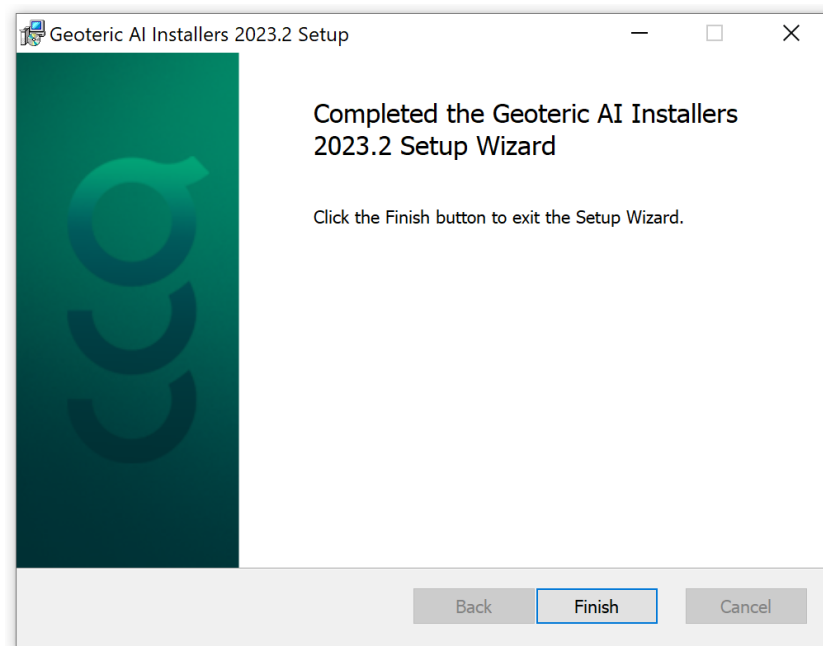 Geoteric AI Installers 2023.2 Setup
Completed the Geoteric AI Installers
2023.2 Setup Wizard
Click the Finish button to exit the Setup Wizard.
Back
Finish
Cancel